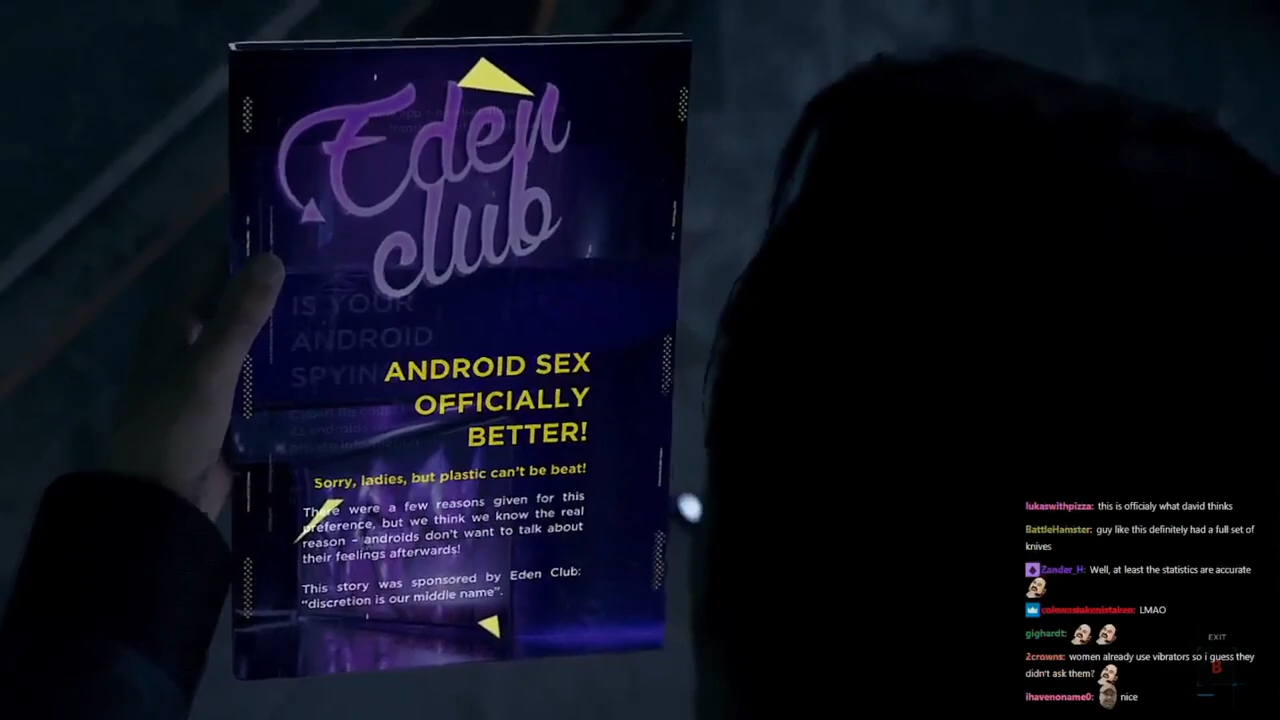 Eden
club
IS YOUR
ANDROID
SPYIN
ANDROID SEX
OFFICIALLY
BETTER!
Sorry, ladies, but plastic can't be beat!
There were a few reasons given for this
preference, but we think we know the real
reason – androids don't want to talk about
their feelings afterwards!
This story was sponsored by Eden Club:
"discretion is our middle name".
lukaswithpizza: this is officialy what david thinks
BattleHamster: guy like this definitely had a full set of
knives
Zander_H: Well, at least the statistics are accurate
LMAO
gighardt:
2crowns: women already use vibrators so i guess they
didn't ask them?
ihavenoname0: nice
EXIT
B